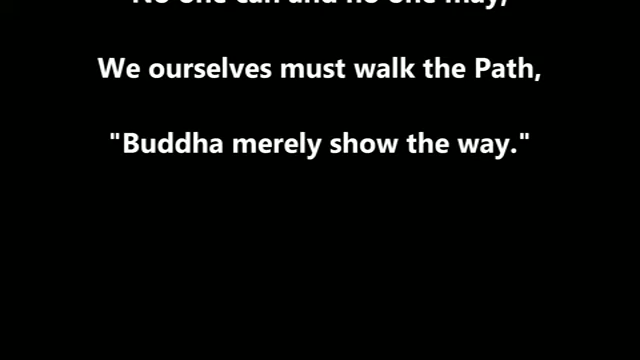 No one can and no one may,
We ourselves must walk the Path,
"Buddha merely show the way."